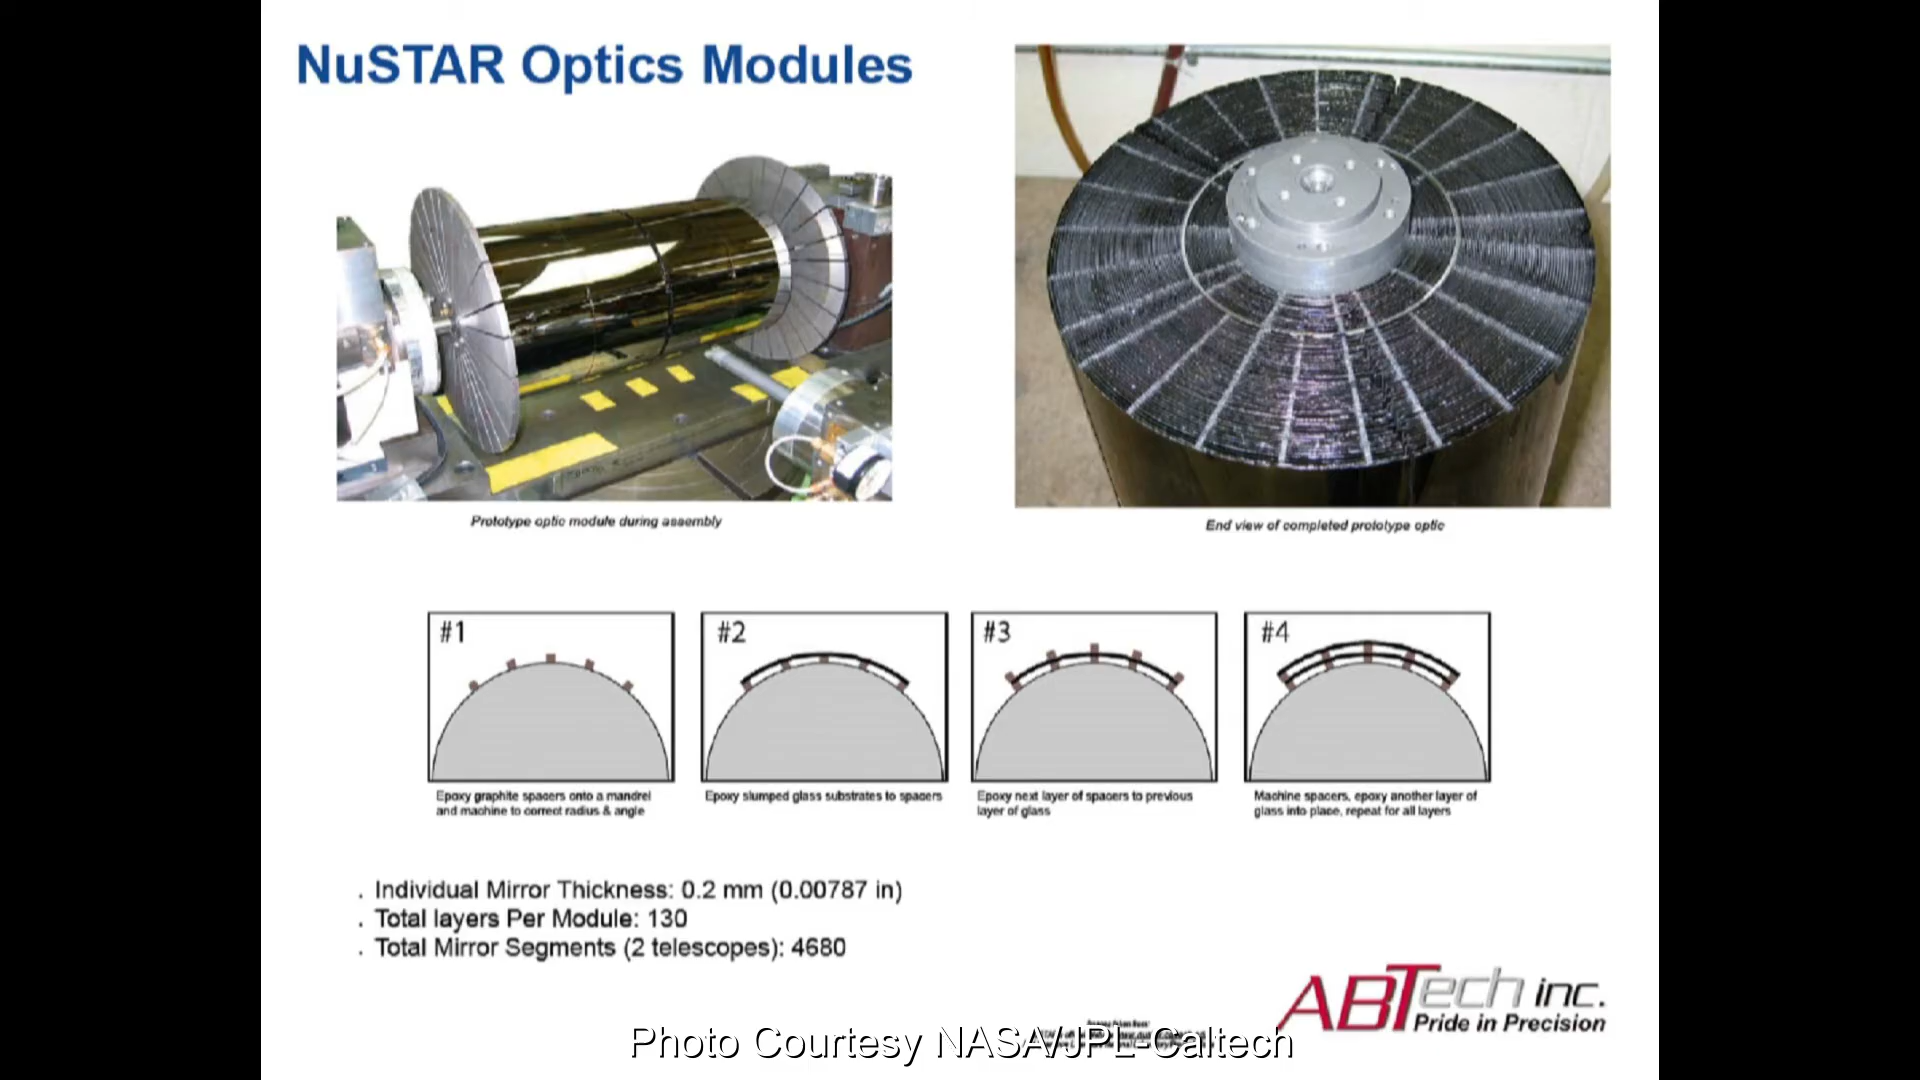 NuSTAR Optics Modules
Prototype optic module during assembly
End view of completed prototype optic
#1
#2
#3
#4
Epoxy graphite spacers onto a mandrel
and machine to correct radius & angle
Epoxy slumped glass substrates to spacers
Epoxy next layer of spacers to previous
layer of glass
Machine spacers, epoxy another layer of
glass into place, repeat for all layers
. Individual Mirror Thickness: 0.2 mm (0.00787 in)
. Total layers Per Module: 130
. Total Mirror Segments (2 telescopes): 4680
ABTech inc.
Pride in Precision
Photo Courtesy NASA/JPL-Caltech